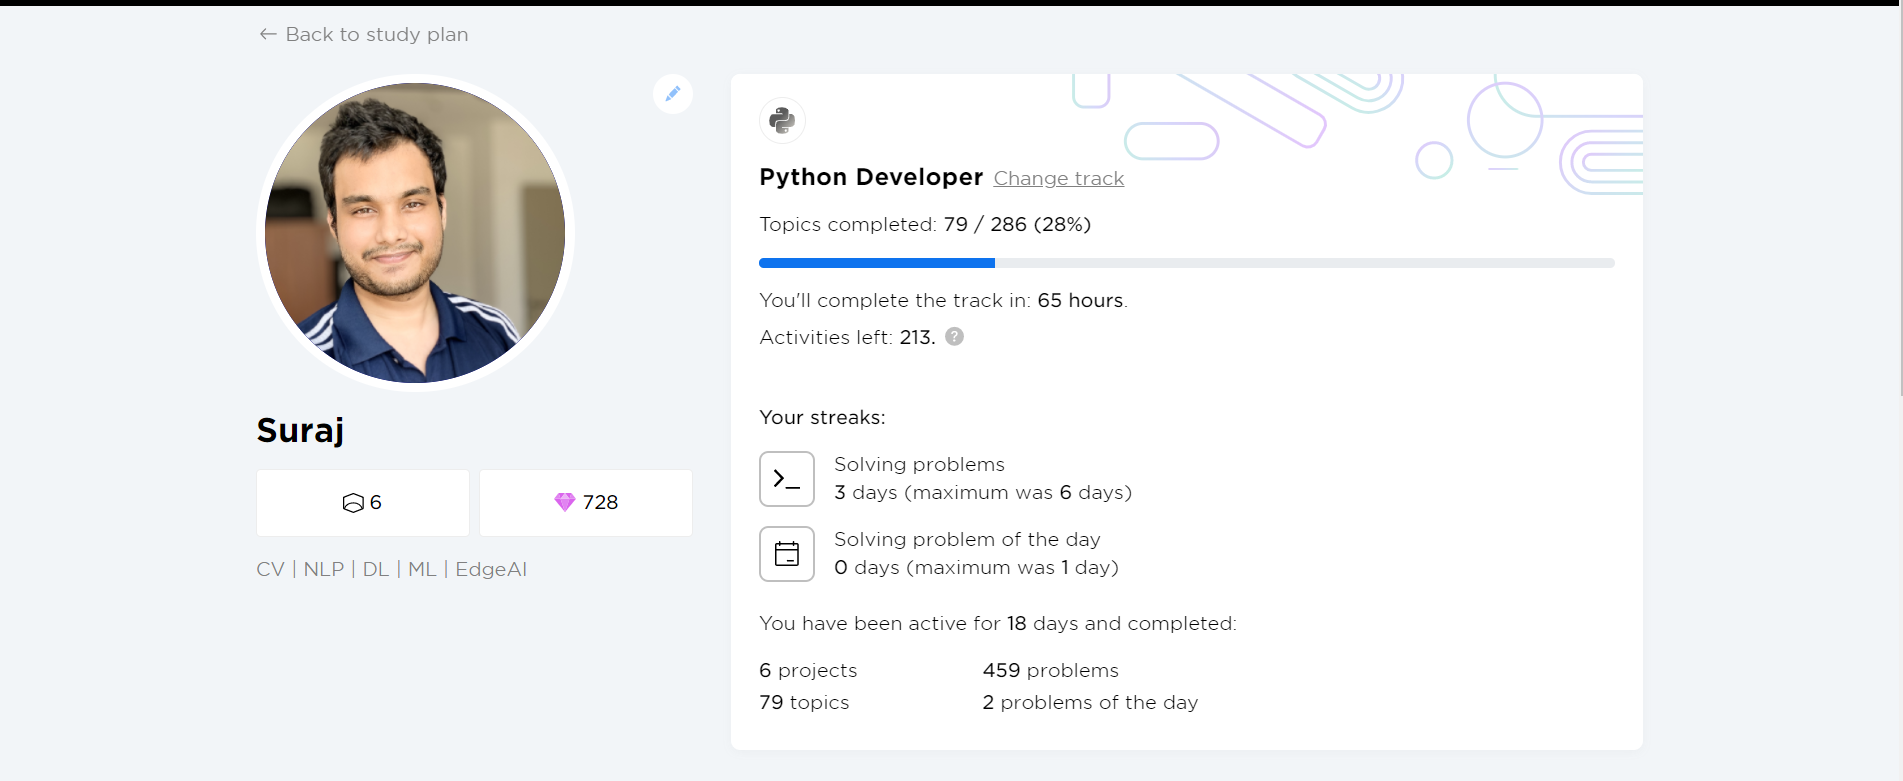 ← Back to study plan
Suraj
6
728
CV | NLP | DL | ML | EdgeAI
Python Developer Change track
Topics completed: 79 / 286 (28%)
You'll complete the track in: 65 hours.
Activities left: 213. ?
Your streaks:
Solving problems
3 days (maximum was 6 days)
Solving problem of the day
0 days (maximum was 1 day)
You have been active for 18 days and completed:
6 projects 459 problems
79 topics 2 problems of the day